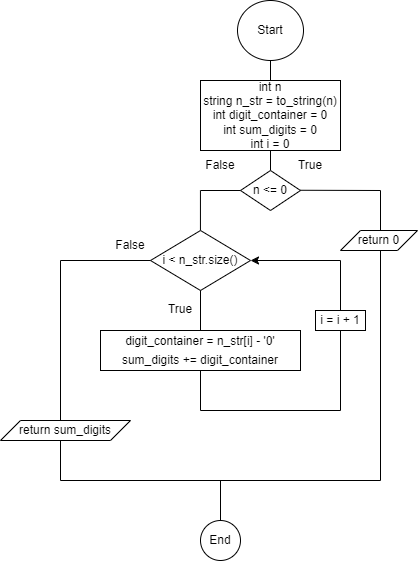 Start
int n
string n_str = to_string(n)
int digit_container = 0
int sum_digits = 0
int i = 0
False
True
n <= 0
return 0
False
i < n_str.size()
True
i = i + 1
digit_container = n_str[i] - '0'
sum_digits += digit_container
return sum_digits
End